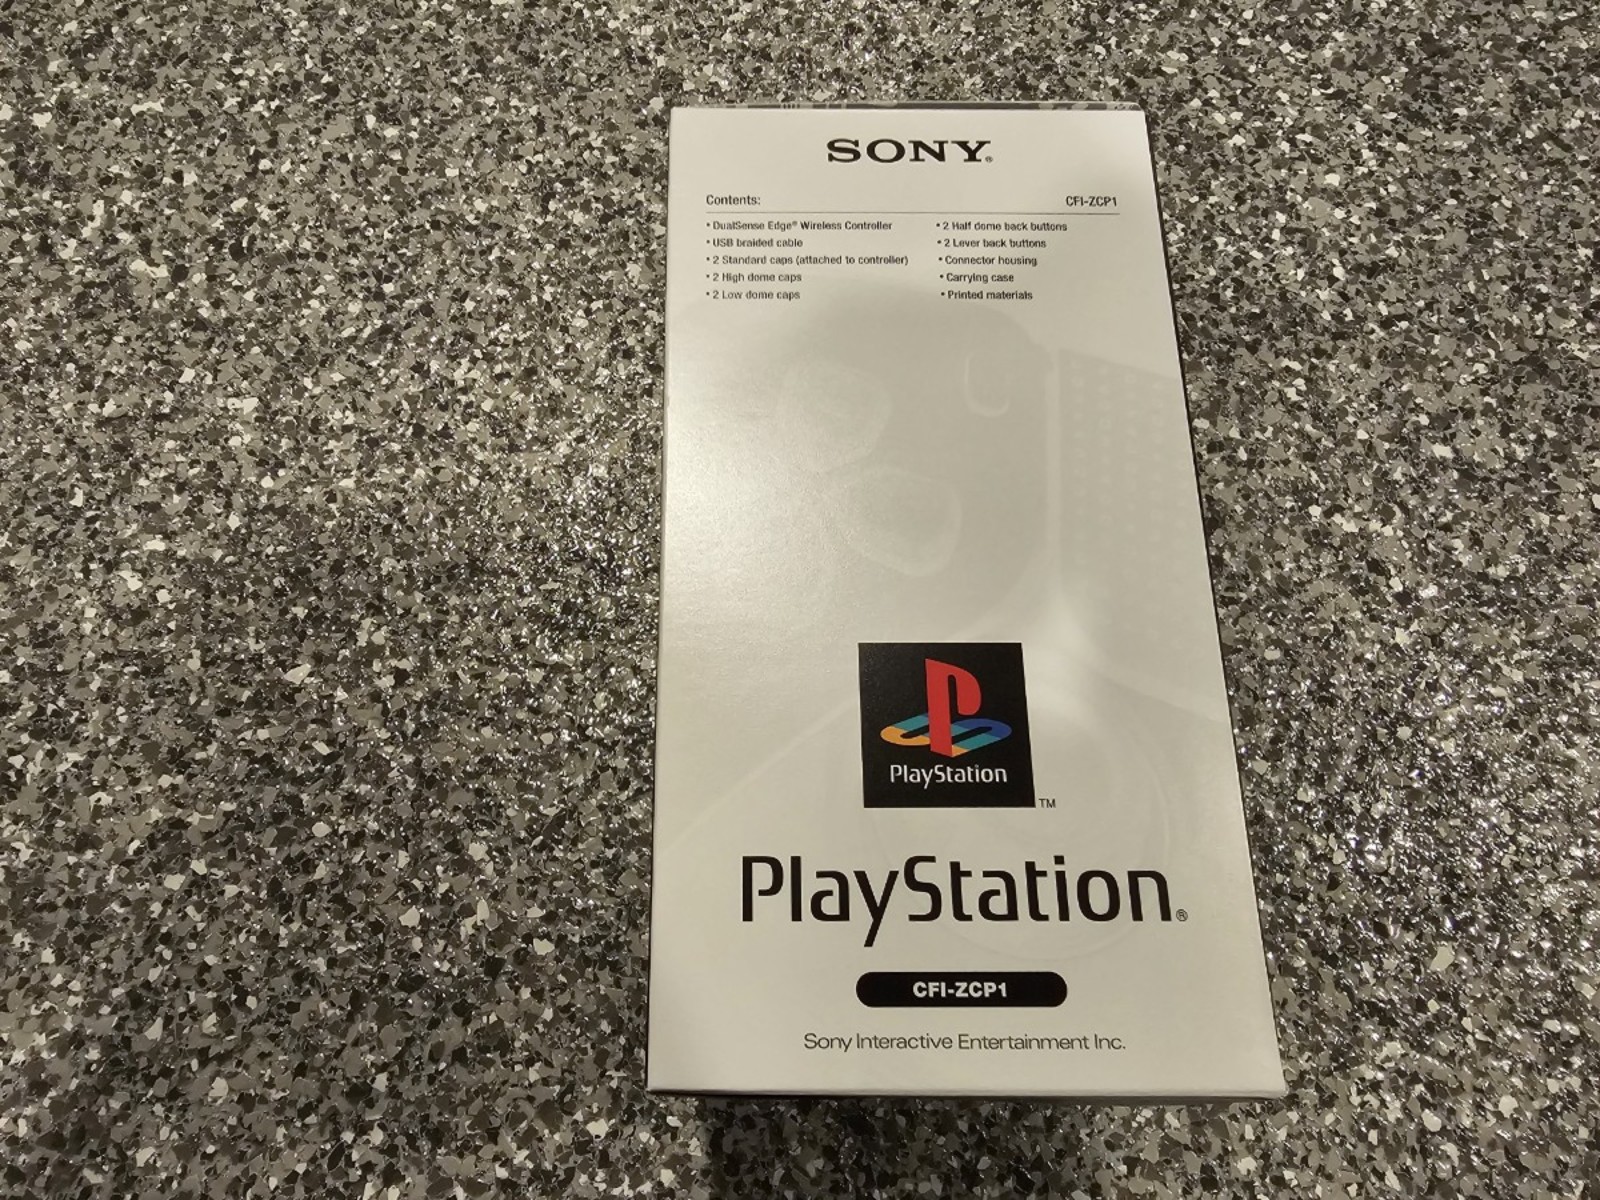 SONY®
Contents: CFI-ZCP1
• DualSense Edge® Wireless Controller
• USB braided cable
• 2 Standard caps (attached to controller)
• 2 High dome caps
• 2 Low dome caps
• 2 Half dome back buttons
• 2 Lever back buttons
• Connector housing
• Carrying case
• Printed materials
PlayStation
TM
PlayStation®
CFI-ZCP1
Sony Interactive Entertainment Inc.